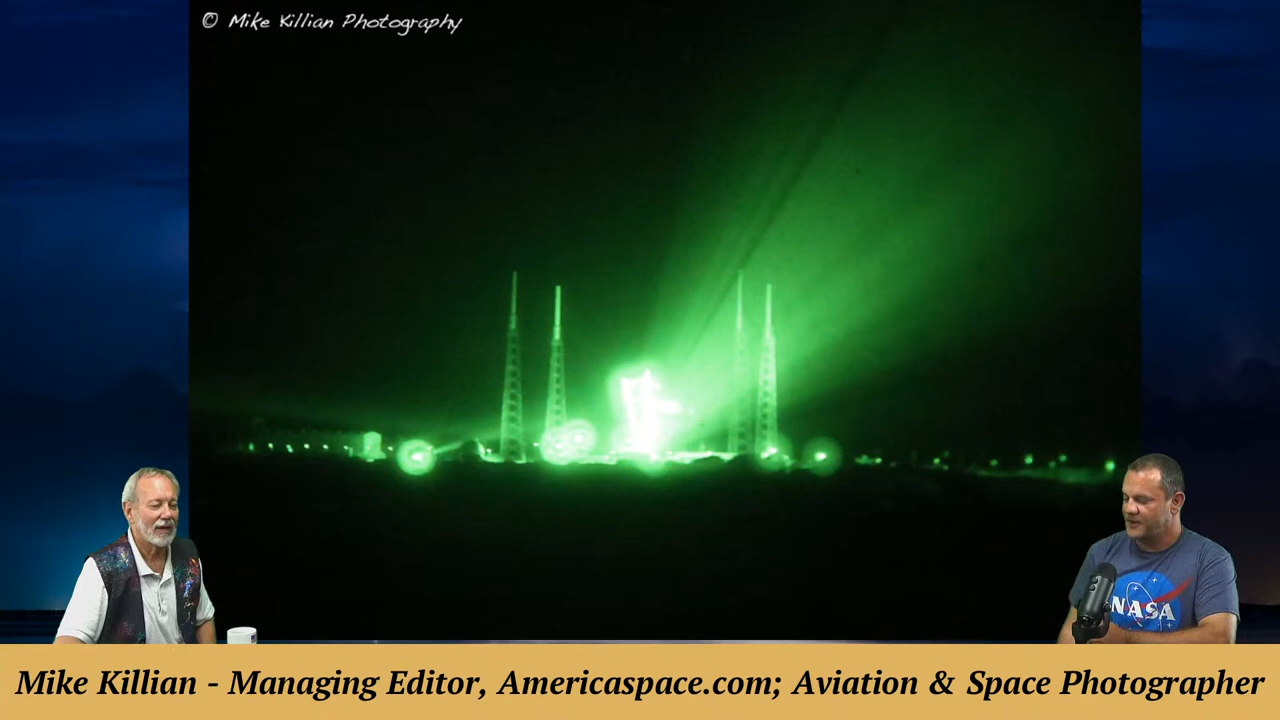 © Mike Killian Photography
NASA
Mike Killian - Managing Editor, Americaspace.com; Aviation & Space Photographer